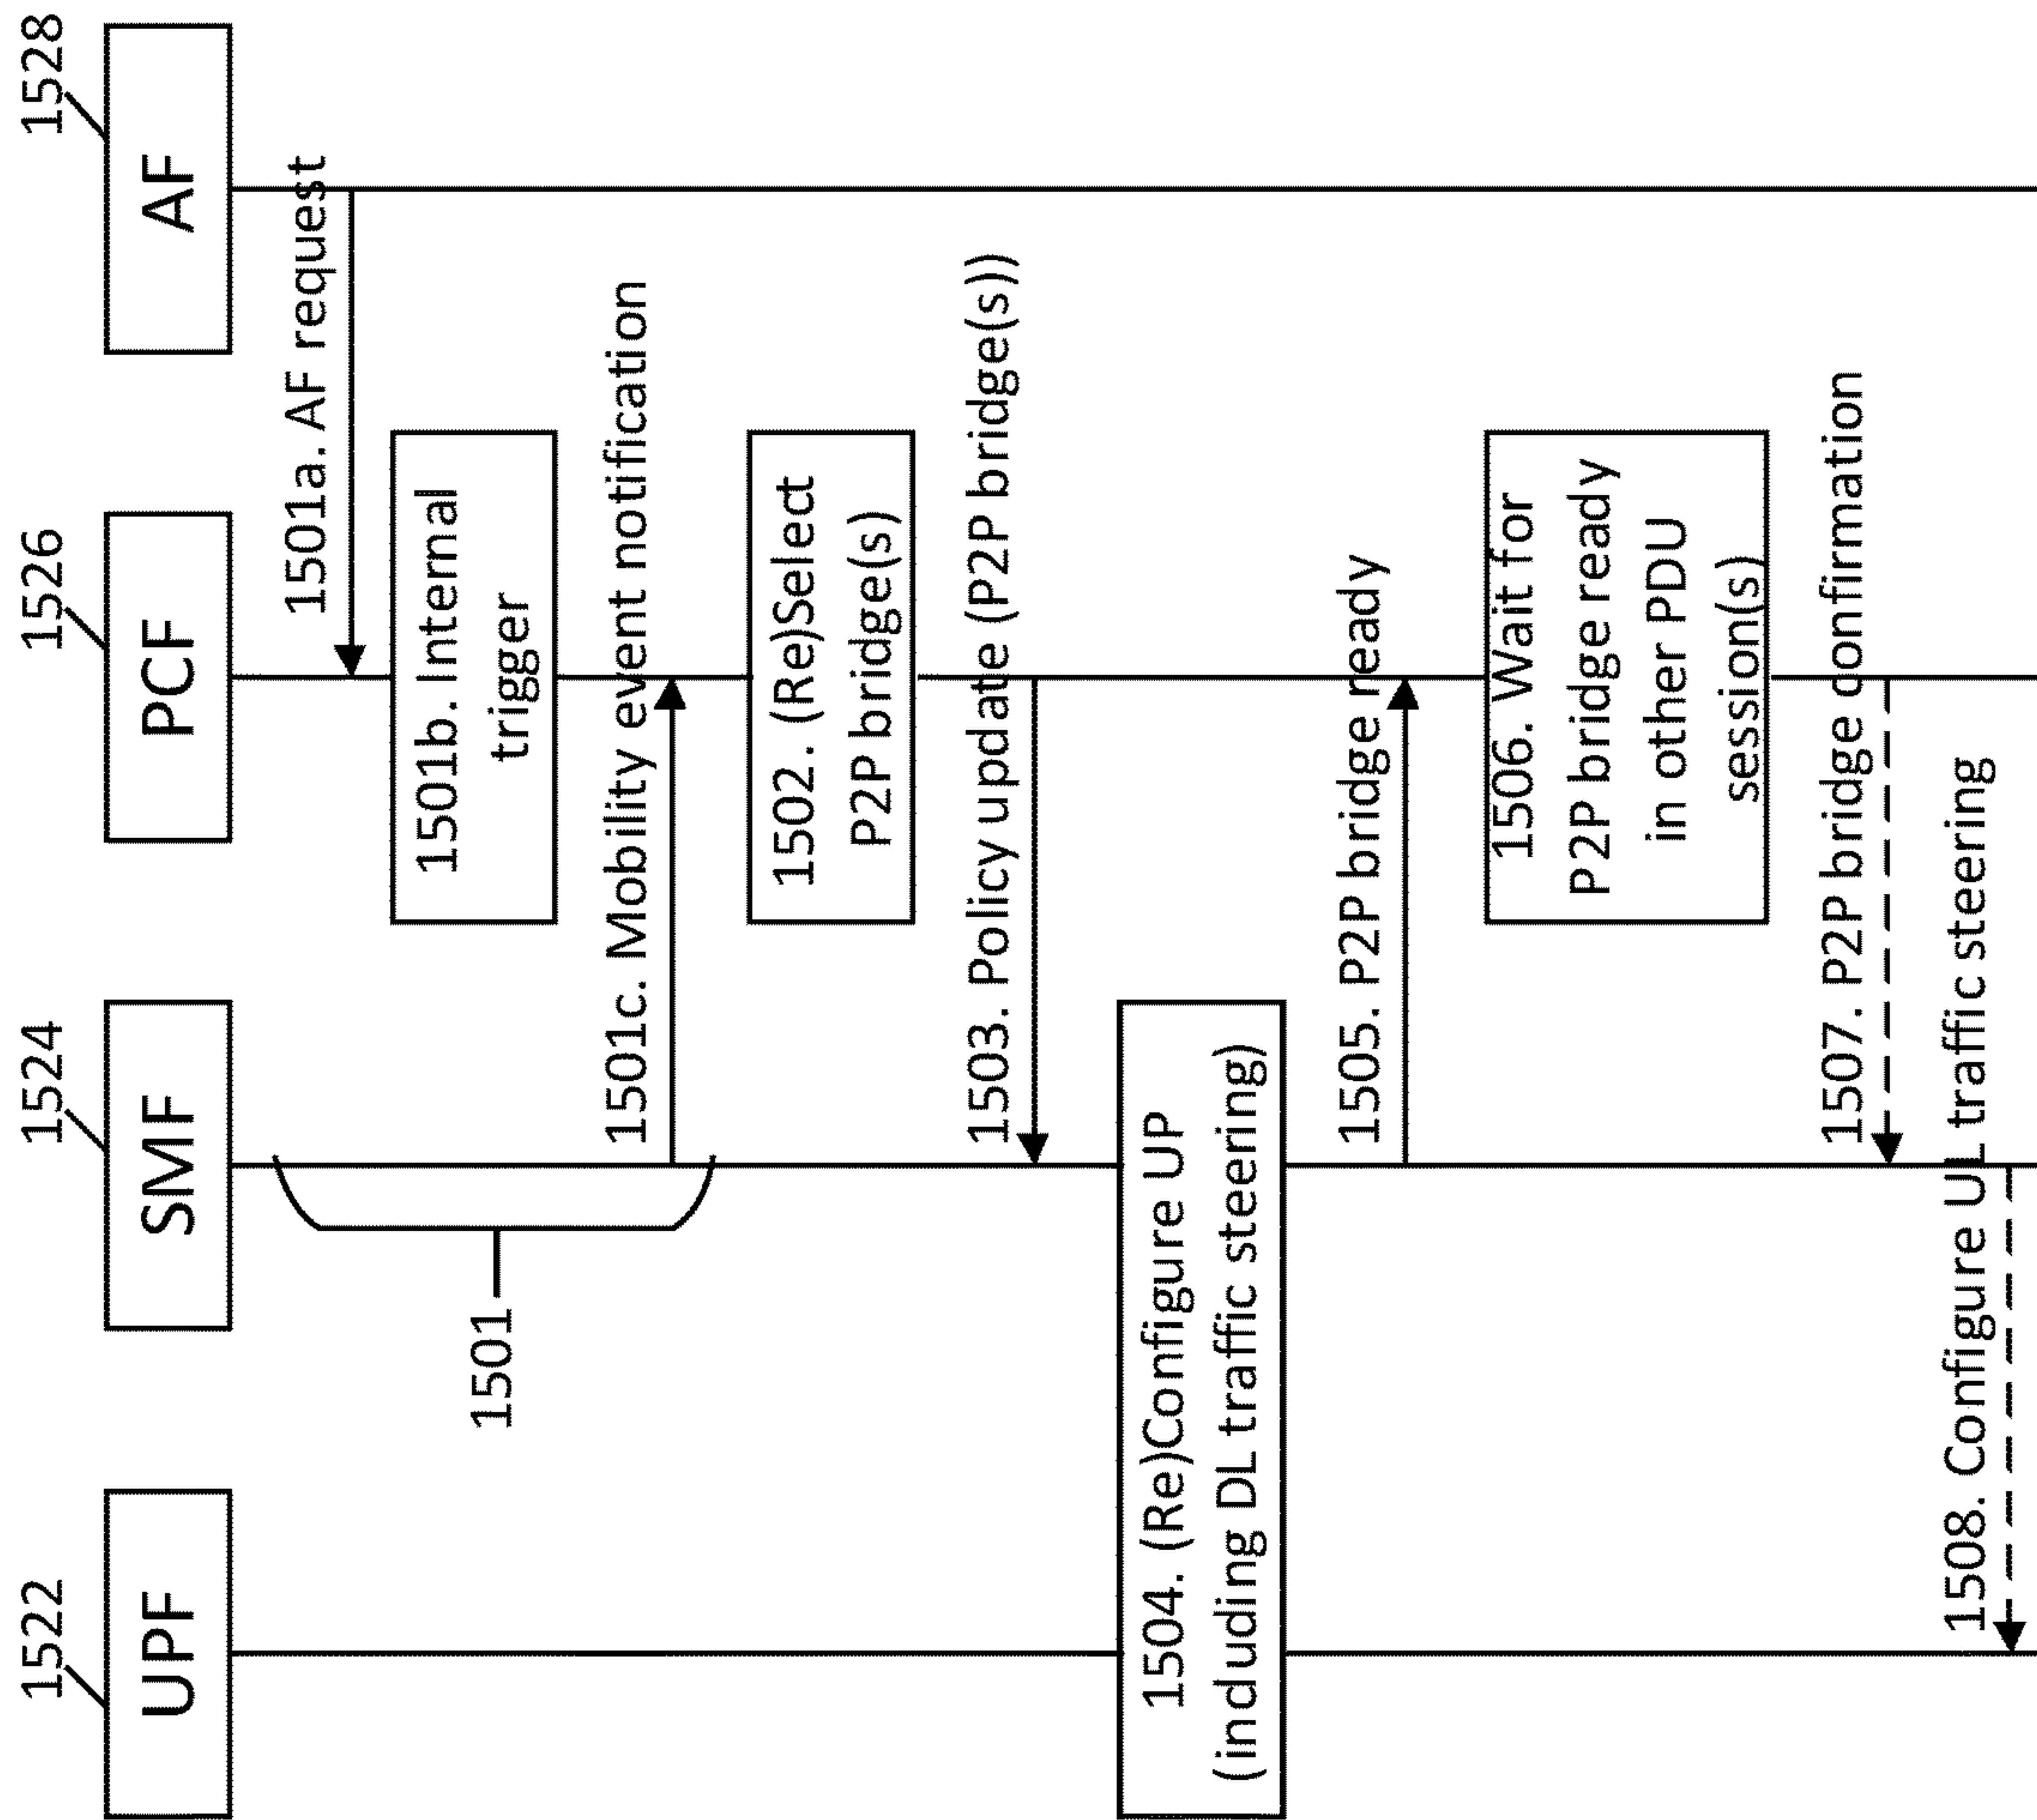 1522
1524
1526
1528
UPF
SMF
PCF
AF
1501a. AF request
1501b. Internal
trigger
1501
1501c. Mobility event notification
1502. (Re)Select
P2P bridge(s)
1503. Policy update (P2P bridge(s))
1504. (Re)Configure UP
(including DL traffic steering)
1505. P2P bridge ready
1506. Wait for
P2P bridge ready
in other PDU
session(s)
1507. P2P bridge confirmation
1508. Configure UL traffic steering